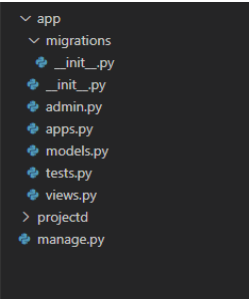 app
migrations
__init__.py
__init__.py
admin.py
apps.py
models.py
tests.py
views.py
projectd
manage.py